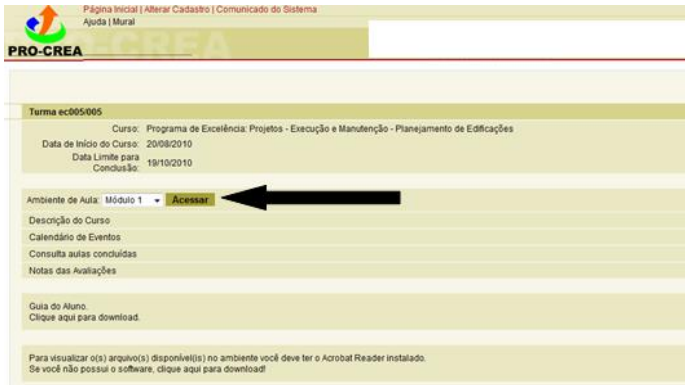 Página Inicial | Alterar Cadastro | Comunicado do Sistema
Ajuda | Mural
PRO-CREA
PRO-CREA
Turma ec005/005
Curso: Programa de Excelência: Projetos - Execução e Manutenção - Planejamento de Edificações
Data de Início do Curso: 20/08/2010
Data Limite para
Conclusão: 19/10/2010
Ambiente de Aula: Módulo 1 Acessar
Descrição do Curso
Calendário de Eventos
Consulta aulas concluídas
Notas das Avaliações
Guia do Aluno.
Clique aqui para download.
Para visualizar o(s) arquivo(s) disponível(is) no ambiente você deve ter o Acrobat Reader instalado.
Se você não possui o software, clique aqui para download!